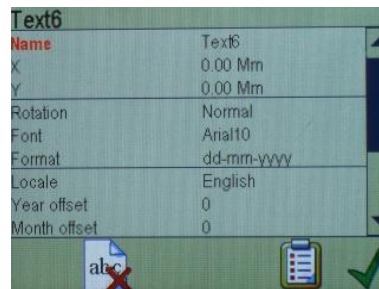 Text6
Name Text6
X 0.00 Mm
Y 0.00 Mm
Rotation Normal
Font Arial10
Format dd-mm-yyyy
Locale English
Year offset 0
Month offset 0
abc